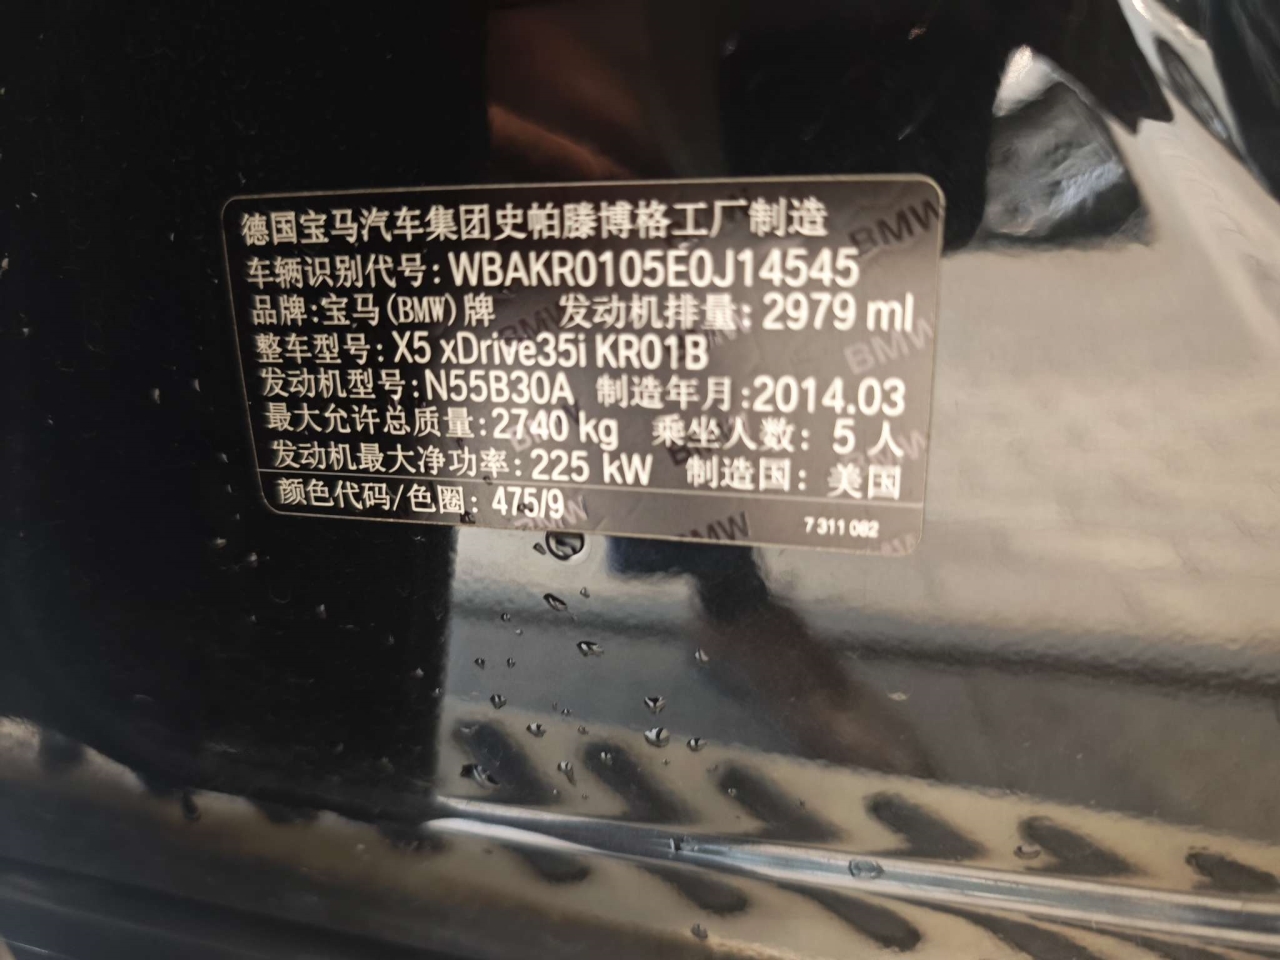 德国宝马汽车集团史帕滕博格工厂制造
车辆识别代号:WBAKR0105E0J14545
品牌:宝马(BMW)牌 发动机排量:2979 ml
整车型号:X5 xDrive35i KR01B
发动机型号:N55B30A 制造年月:2014.03
最大允许总质量:2740 kg 乘坐人数: 5 人
发动机最大净功率:225 kW 制造国: 美国
颜色代码/色圈: 475/9
7 311 082